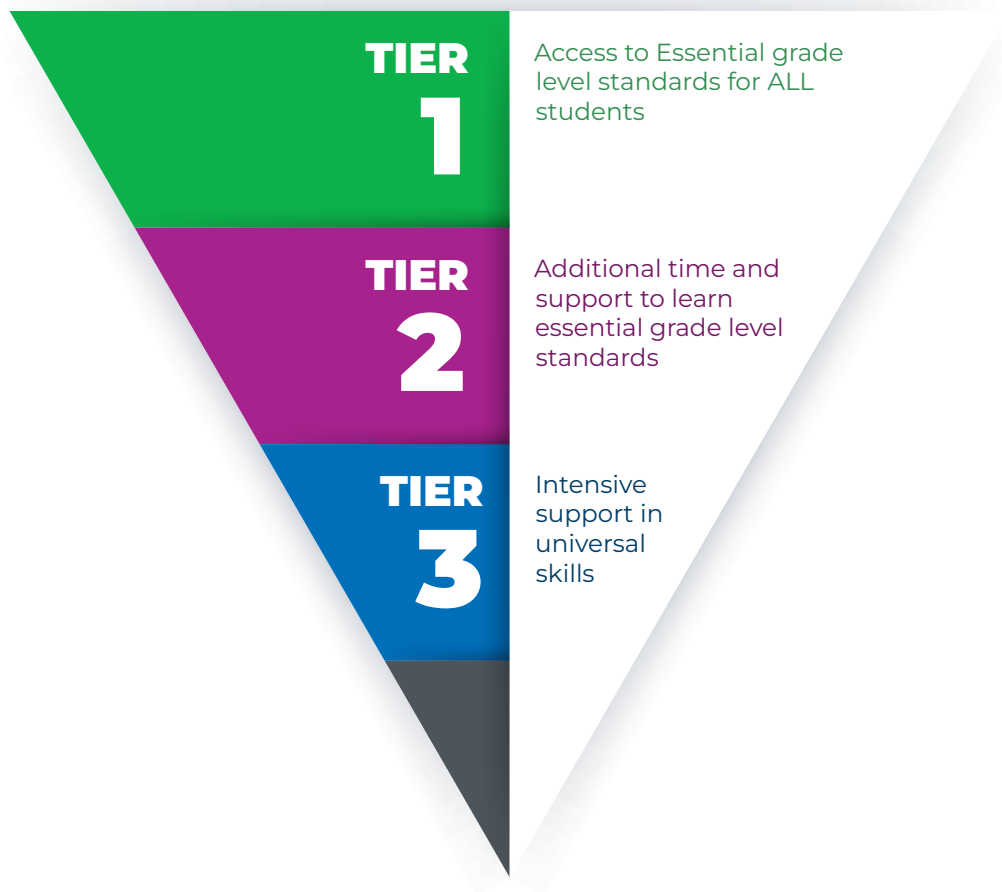 TIER
1
Access to Essential grade
level standards for ALL
students
TIER
2
Additional time and
support to learn
essential grade level
standards
TIER
3
Intensive
support in
universal
skills